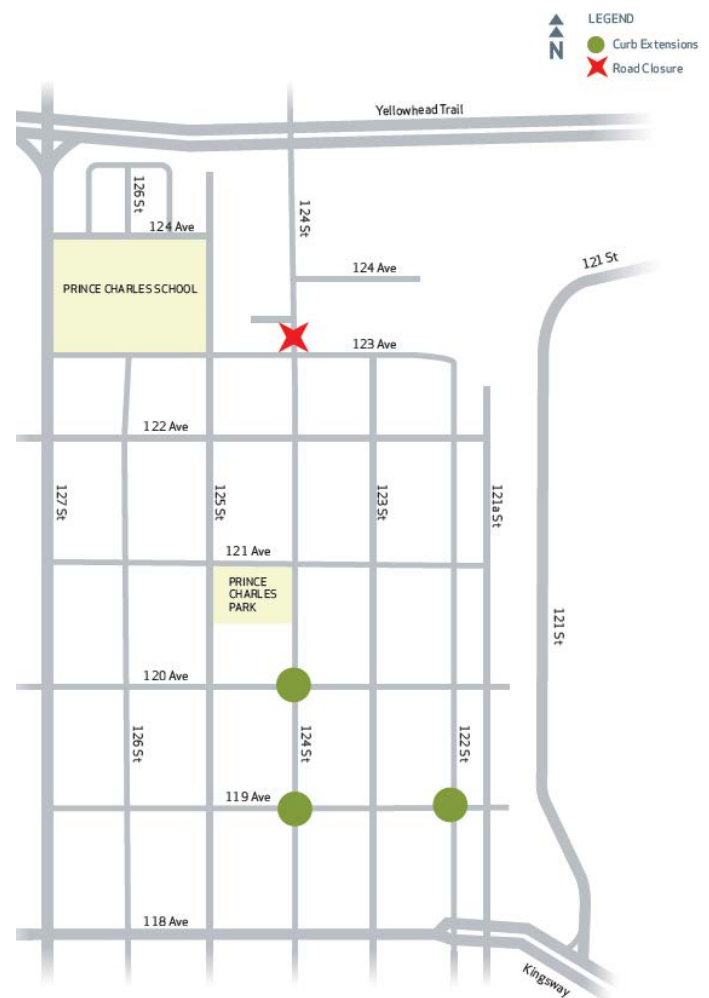 LEGEND
N
Curb Extensions
Road Closure
Yellowhead Trail
126 St
124 St
124 Ave
121 St
124 Ave
PRINCE CHARLES SCHOOL
123 Ave
122 Ave
127 St
125 St
123 St
121a St
121 Ave
PRINCE
CHARLES
PARK
121 St
120 Ave
126 St
124 St
122 St
119 Ave
118 Ave
Kingsway